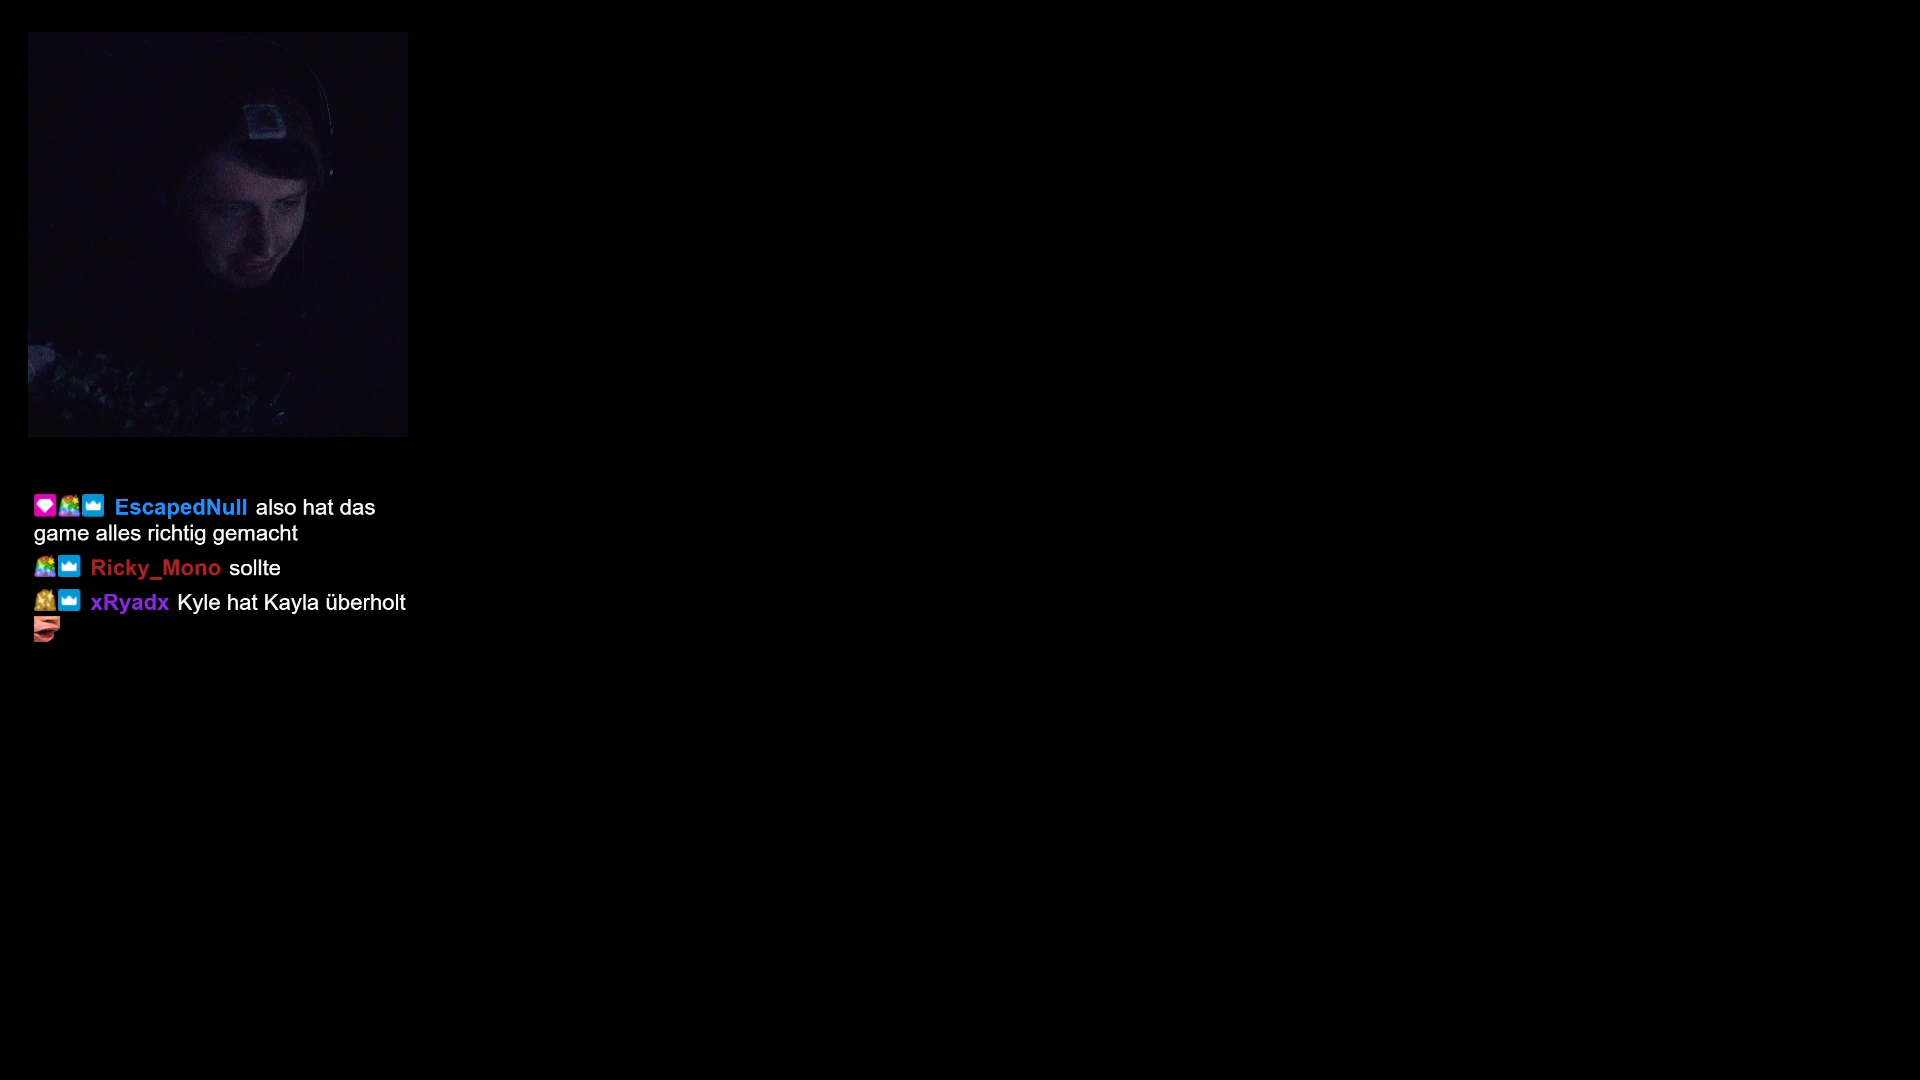 EscapedNull also hat das
game alles richtig gemacht
Ricky_Mono sollte
xRyadx Kyle hat Kayla überholt